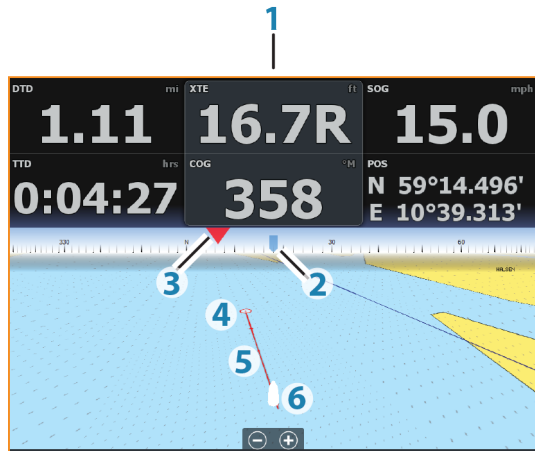 1
DTD mi XTE ft SOG mph
1.11 16.7R 15.0
TTD hrs COG °M POS
0:04:27 358 N 59°14.496'
E 10°39.313'
330 N 30 60
3 2
HALSEN
4
5
6